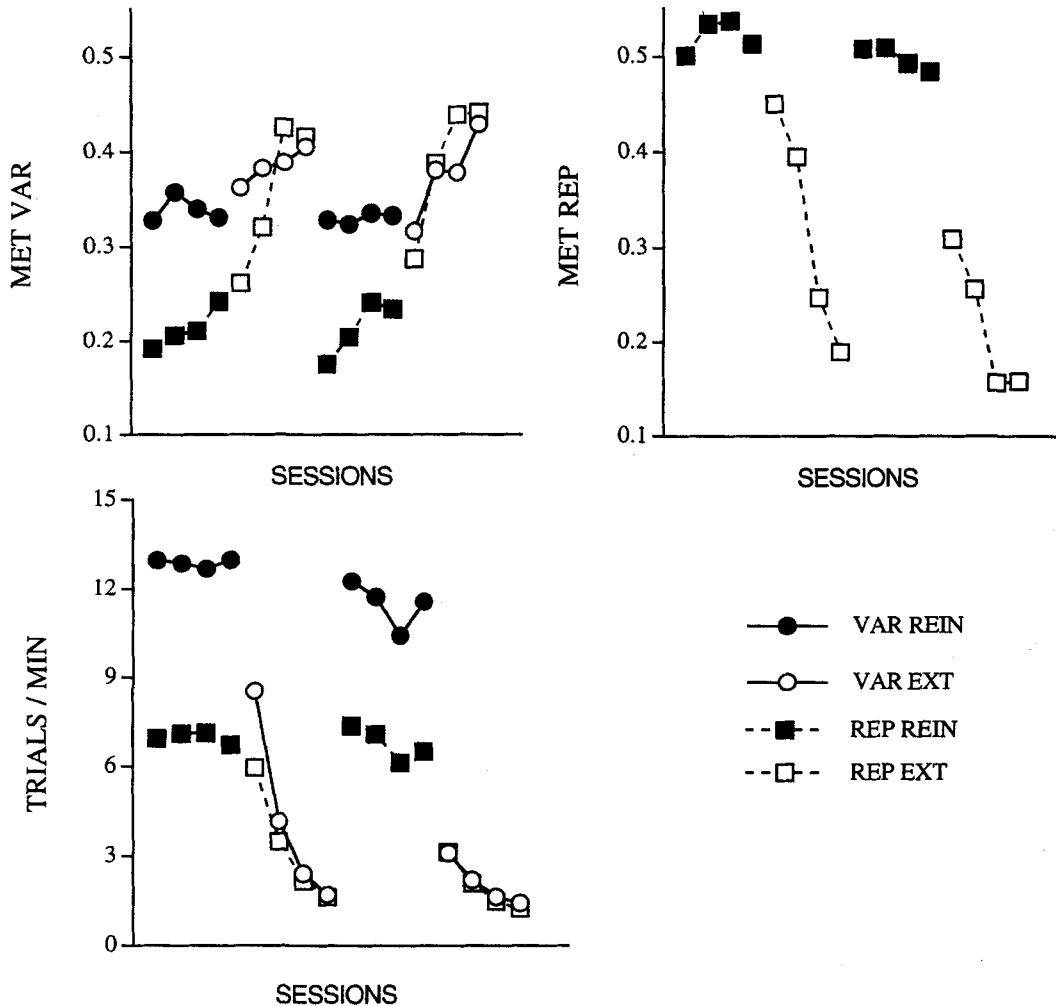 MET VAR
0.5
0.4
0.3
0.2
0.1
SESSIONS
MET REP
0.5
0.4
0.3
0.2
0.1
SESSIONS
TRIALS / MIN
15
12
9
6
3
0
SESSIONS
VAR REIN
VAR EXT
REP REIN
REP EXT